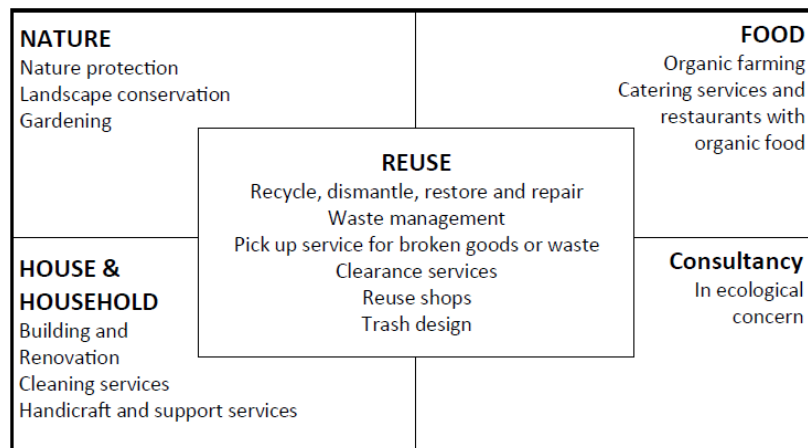 NATURE
Nature protection
Landscape conservation
Gardening
FOOD
Organic farming
Catering services and
restaurants with
organic food
REUSE
Recycle, dismantle, restore and repair
Waste management
Pick up service for broken goods or waste
Clearance services
Reuse shops
Trash design
HOUSE &
HOUSEHOLD
Building and
Renovation
Cleaning services
Handicraft and support services
Consultancy
In ecological
concern